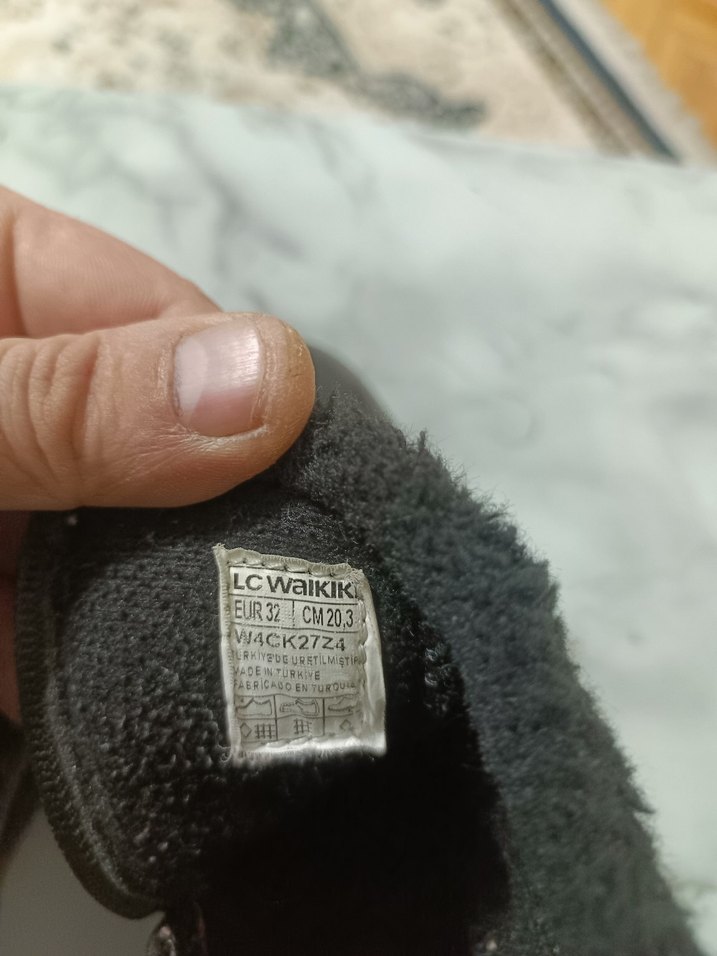 LC WAIKIKI
EUR 32 | CM 20,3
W4GK27Z4
TÜRKİYE'DE ÜRETİLMİŞTİR
MADE IN TÜRKİYE
FABRICADO EN TURQUÍA